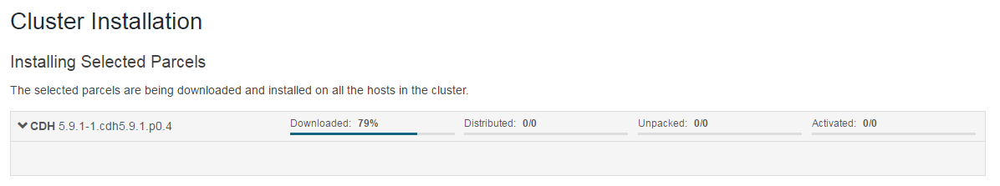 Cluster Installation
Installing Selected Parcels
The selected parcels are being downloaded and installed on all the hosts in the cluster.
CDH 5.9.1-1.cdh5.9.1.p0.4 Downloaded: 79% Distributed: 0/0 Unpacked: 0/0 Activated: 0/0